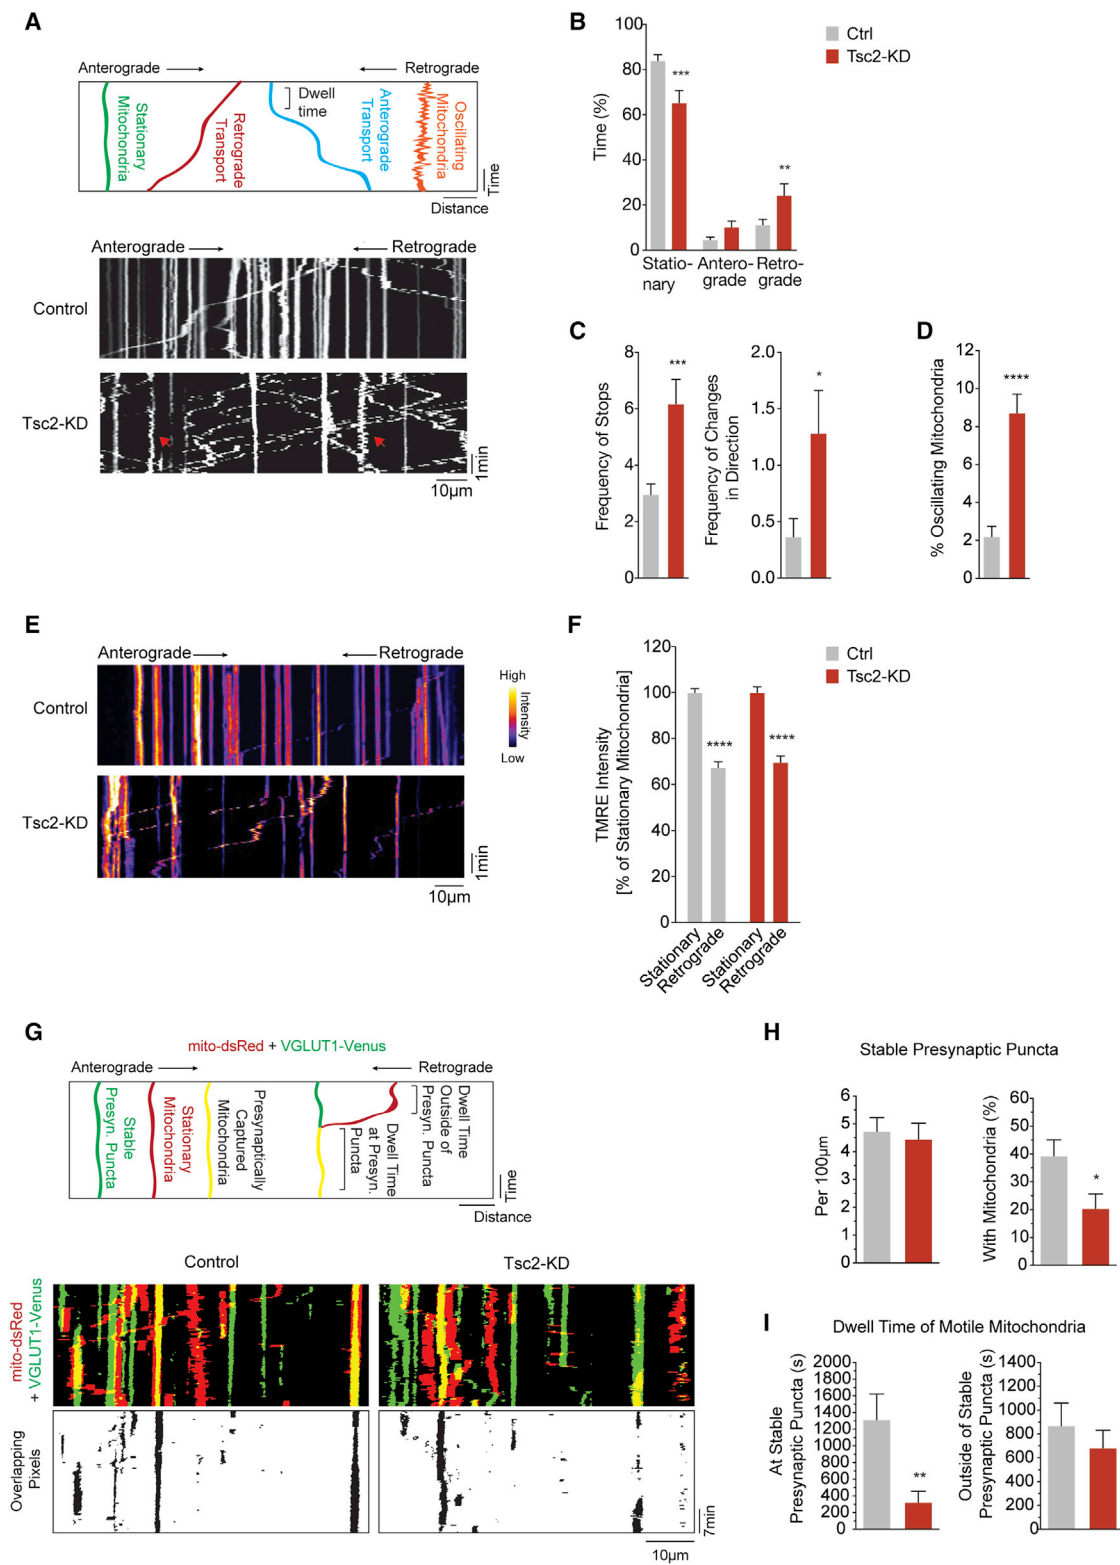 A
Anterograde
Retrograde
Stationary
Mitochondria
Retrograde
Transport
Dwell
time
Anterograde
Transport
Oscillating
Mitochondria
Time
Distance
Anterograde
Retrograde
Control
Tsc2-KD
1min
10µm
B
Time (%)
100
80
60
40
20
0
***
**
Statio-
nary
Antero-
grade
Retro-
grade
Ctrl
Tsc2-KD
C
Frequency of Stops
8
6
4
2
0
***
Frequency of Changes
in Direction
2.0
1.5
1.0
0.5
0.0
*
D
% Oscillating Mitochondria
12
10
8
6
4
2
0
****
E
Anterograde
Retrograde
Control
Tsc2-KD
High
Intensity
Low
1min
10µm
F
TMRE Intensity
[% of Stationary Mitochondria]
120
100
80
60
40
20
0
****
****
Stationary
Retrograde
Stationary
Retrograde
Ctrl
Tsc2-KD
G
mito-dsRed + VGLUT1-Venus
Anterograde
Retrograde
Stable
Presyn. Puncta
Stationary
Mitochondria
Presynaptically
Captured
Mitochondria
Dwell Time
at Presyn.
Puncta
Dwell Time
Outside of
Presyn. Puncta
Time
Distance
Control
Tsc2-KD
mito-dsRed
+ VGLUT1-Venus
Overlapping
Pixels
7min
10µm
H
Stable Presynaptic Puncta
Per 100µm
6
5
4
3
2
1
0
With Mitochondria (%)
60
50
40
30
20
10
0
*
I
Dwell Time of Motile Mitochondria
At Stable
Presynaptic Puncta (s)
2000
1800
1600
1400
1200
1000
800
600
400
200
0
**
Outside of Stable
Presynaptic Puncta (s)
1400
1200
1000
800
600
400
200
0